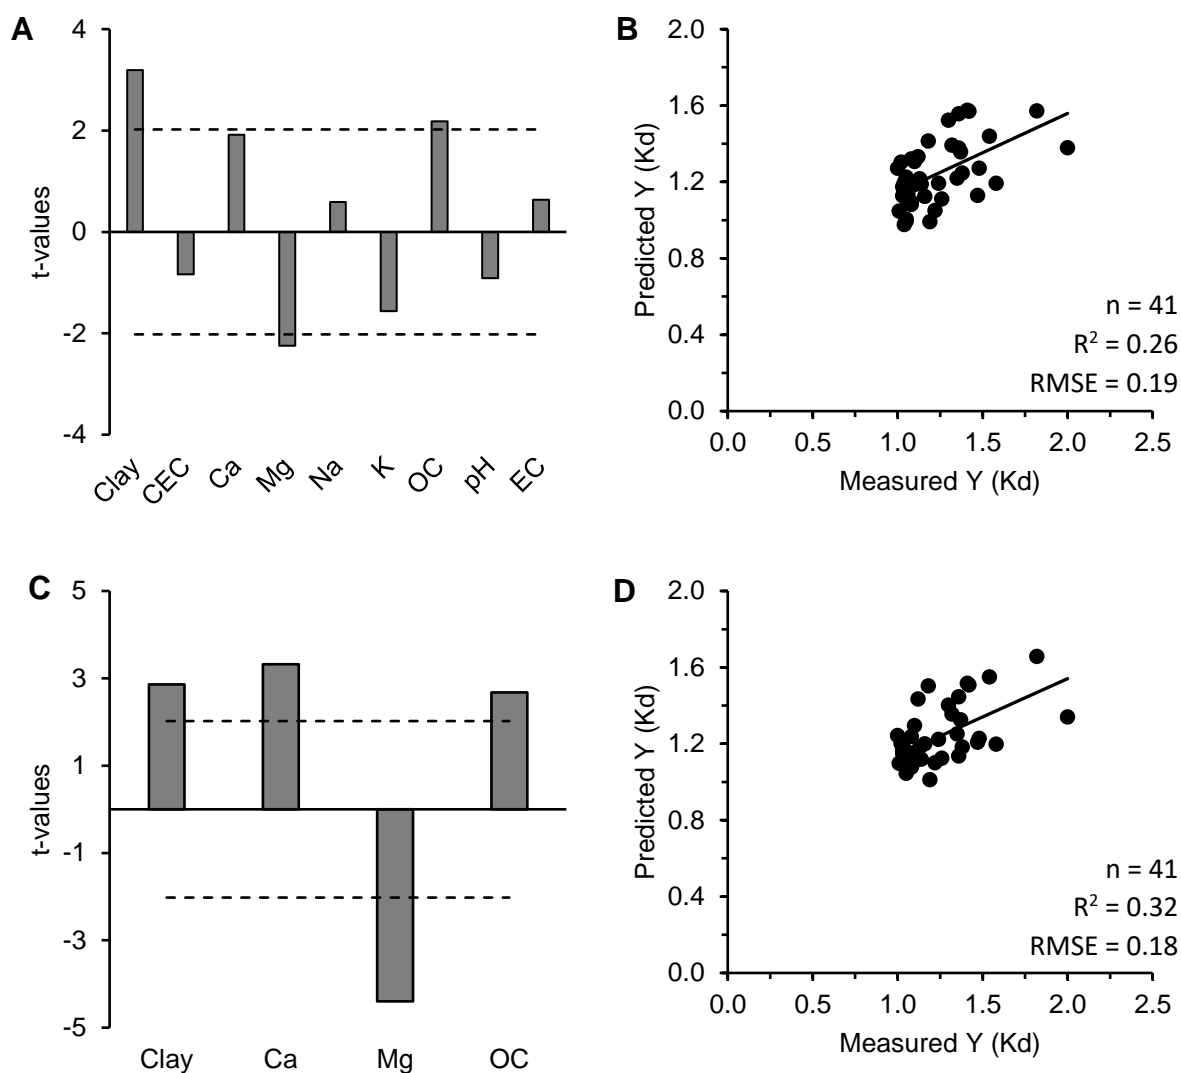 A
4
2
0
-2
-4
t-values
Clay
CEC
Ca
Mg
Na
K
OC
pH
EC
B
2.0
1.6
1.2
0.8
0.4
0.0
Predicted Y (Kd)
n = 41
R² = 0.26
RMSE = 0.19
0.0 0.5 1.0 1.5 2.0 2.5
Measured Y (Kd)
C
5
3
1
-1
-3
-5
t-values
Clay Ca Mg OC
D
2.0
1.6
1.2
0.8
0.4
0.0
Predicted Y (Kd)
n = 41
R² = 0.32
RMSE = 0.18
0.0 0.5 1.0 1.5 2.0 2.5
Measured Y (Kd)